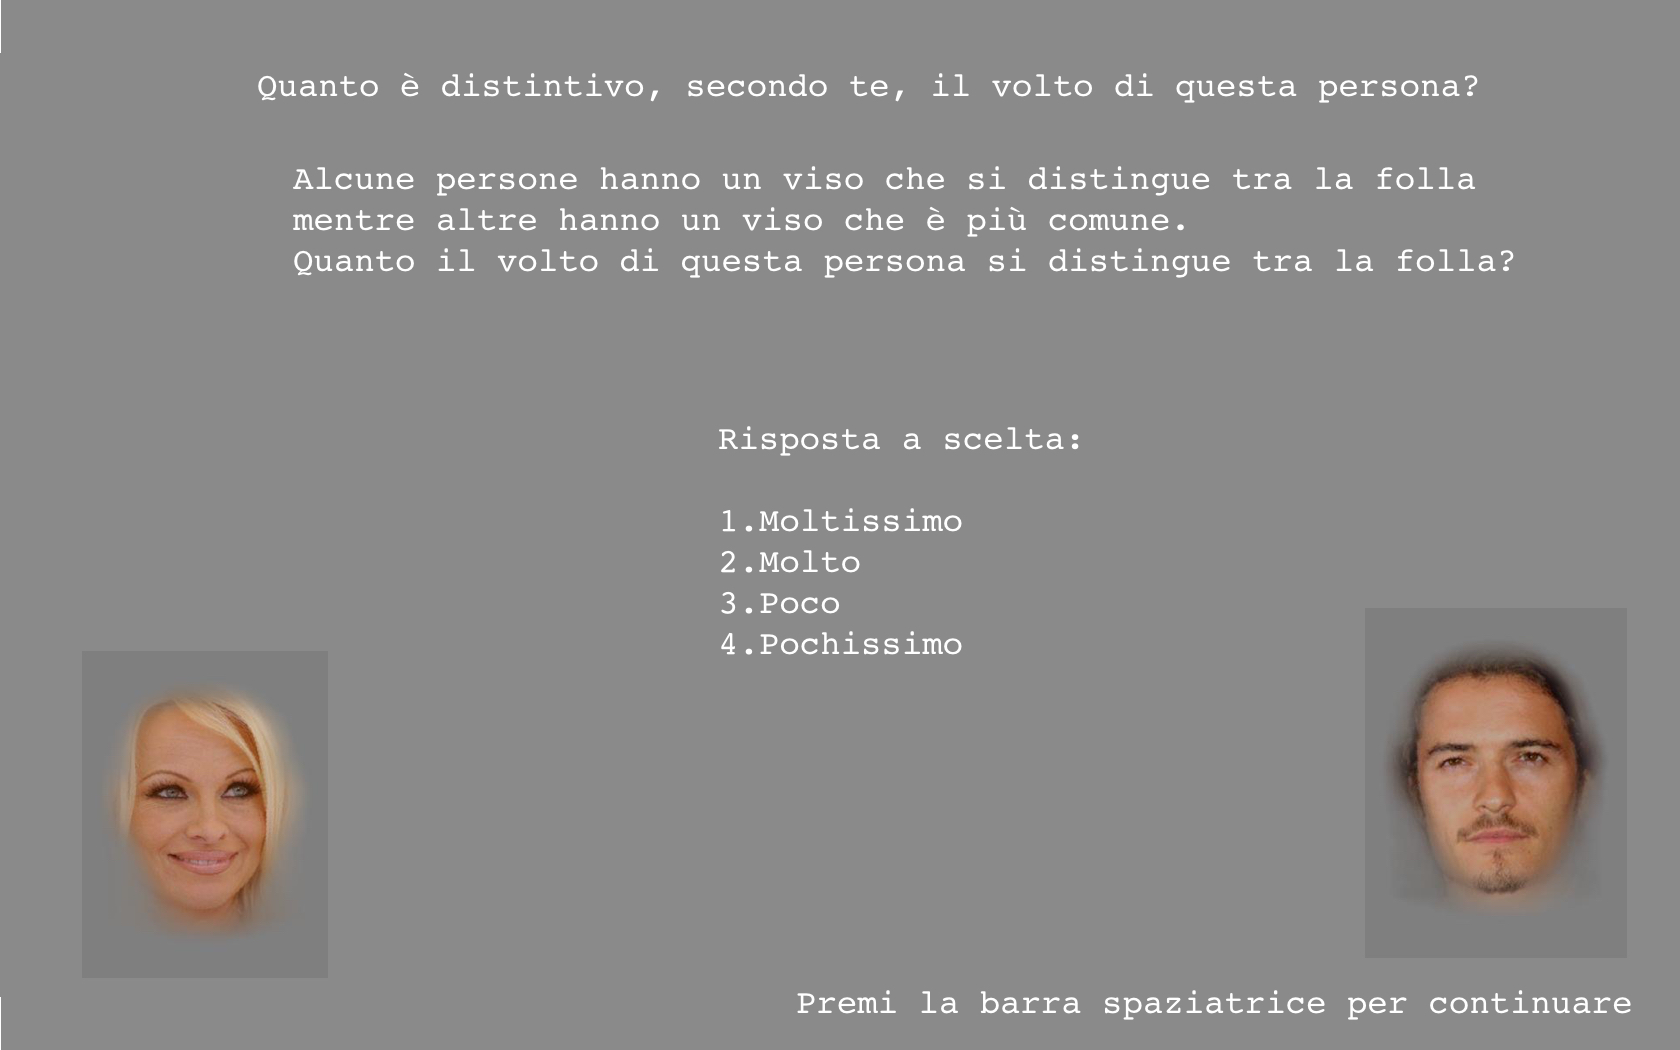 Quanto è distintivo, secondo te, il volto di questa persona?
Alcune persone hanno un viso che si distingue tra la folla
mentre altre hanno un viso che è più comune.
Quanto il volto di questa persona si distingue tra la folla?
Risposta a scelta:
1.Moltissimo
2.Molto
3.Poco
4.Pochissimo
Premi la barra spaziatrice per continuare